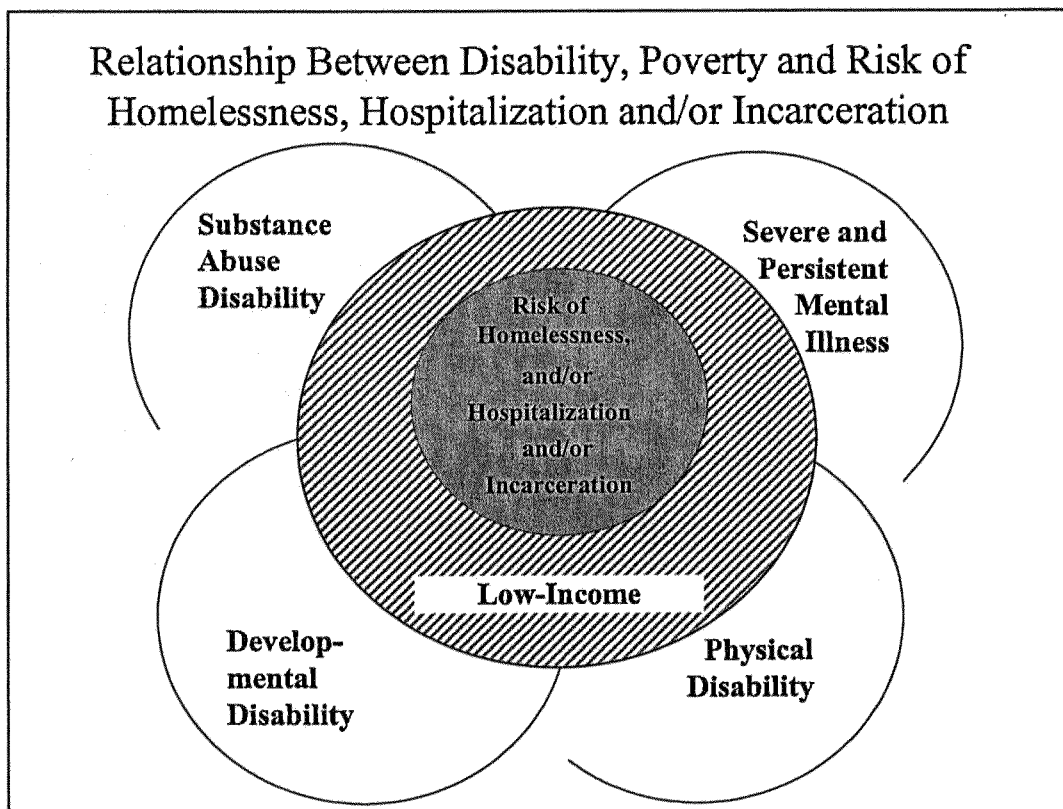 Relationship Between Disability, Poverty and Risk of
Homelessness, Hospitalization and/or Incarceration
Substance
Abuse
Disability
Severe and
Persistent
Mental
Illness
Risk of
Homelessness,
and/or
Hospitalization
and/or
Incarceration
Low-Income
Develop-
mental
Disability
Physical
Disability